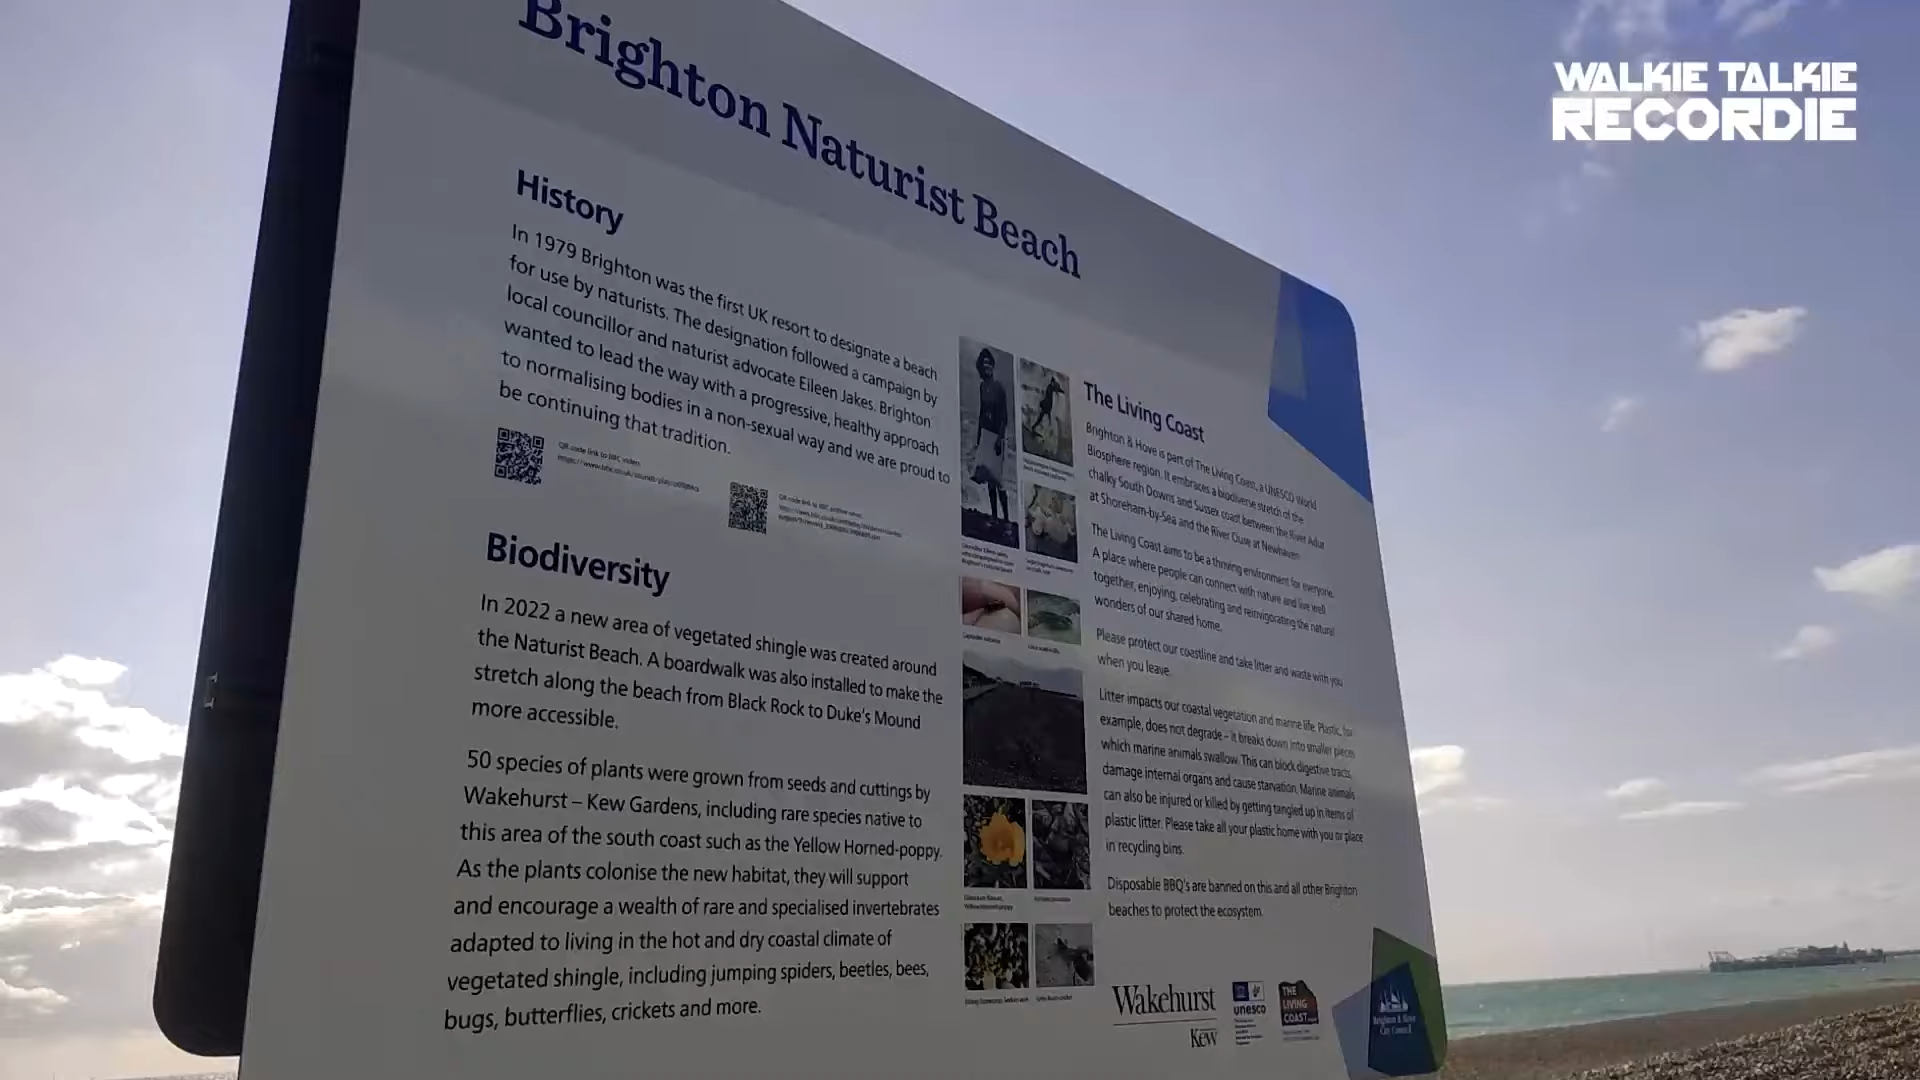 Brighton Naturist Beach
WALKIE TALKIE
RECORDIE
History
In 1979 Brighton was the first UK resort to designate a beach
for use by naturists. The designation followed a campaign by
local councillor and naturist advocate Eileen Jakes. Brighton
wanted to lead the way with a progressive, healthy approach
to normalising bodies in a non-sexual way and we are proud to
be continuing that tradition.
QR code link to BBC video:
Biodiversity
In 2022 a new area of vegetated shingle was created around
the Naturist Beach. A boardwalk was also installed to make the
stretch along the beach from Black Rock to Duke's Mound
more accessible.
50 species of plants were grown from seeds and cuttings by
Wakehurst – Kew Gardens, including rare species native to
this area of the south coast such as the Yellow Horned-poppy.
As the plants colonise the new habitat, they will support
and encourage a wealth of rare and specialised invertebrates
adapted to living in the hot and dry coastal climate of
vegetated shingle, including jumping spiders, beetles, bees,
bugs, butterflies, crickets and more.
The Living Coast
Brighton & Hove is part of The Living Coast, a UNESCO World
Biosphere region. It embraces a biodiverse stretch of the
chalky South Downs and Sussex coast between the River Adur
at Shoreham-by-Sea and the River Ouse at Newhaven.
The Living Coast aims to be a thriving environment for everyone.
A place where people can connect with nature and live well
together, enjoying, celebrating and reinvigorating the natural
wonders of our shared home.
Please protect our coastline and take litter and waste with you
when you leave.
Litter impacts our coastal vegetation and marine life. Plastic, for
example, does not degrade – it breaks down into smaller pieces
which marine animals swallow. This can block digestive tracts,
damage internal organs and cause starvation. Marine animals
can also be injured or killed by getting tangled up in items of
plastic litter. Please take all your plastic home with you or place
in recycling bins.
Disposable BBQ's are banned on this and all other Brighton
beaches to protect the ecosystem.
Wakehurst
Kew
unesco
THE
LIVING
COAST
Brighton & Hove
City Council